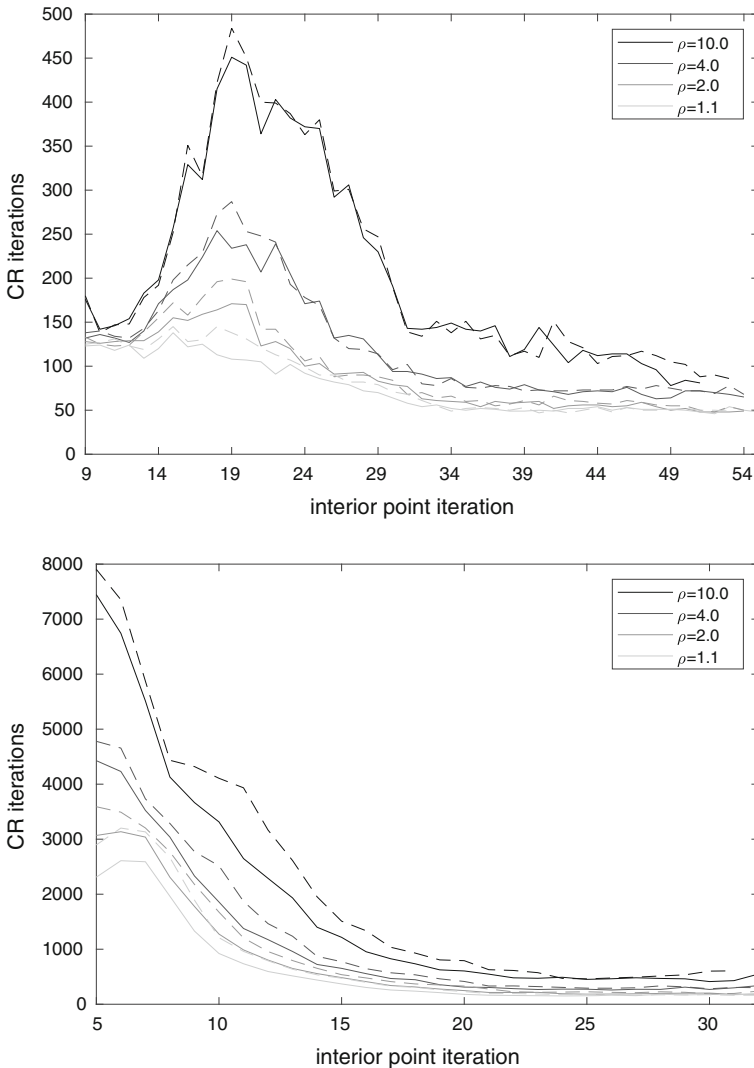 500
450
400
350
300
250
200
150
100
50
0
CR iterations
ρ=10.0
ρ=4.0
ρ=2.0
ρ=1.1
9 14 19 24 29 34 39 44 49 54
interior point iteration
8000
7000
6000
5000
4000
3000
2000
1000
0
CR iterations
ρ=10.0
ρ=4.0
ρ=2.0
ρ=1.1
5 10 15 20 25 30
interior point iteration